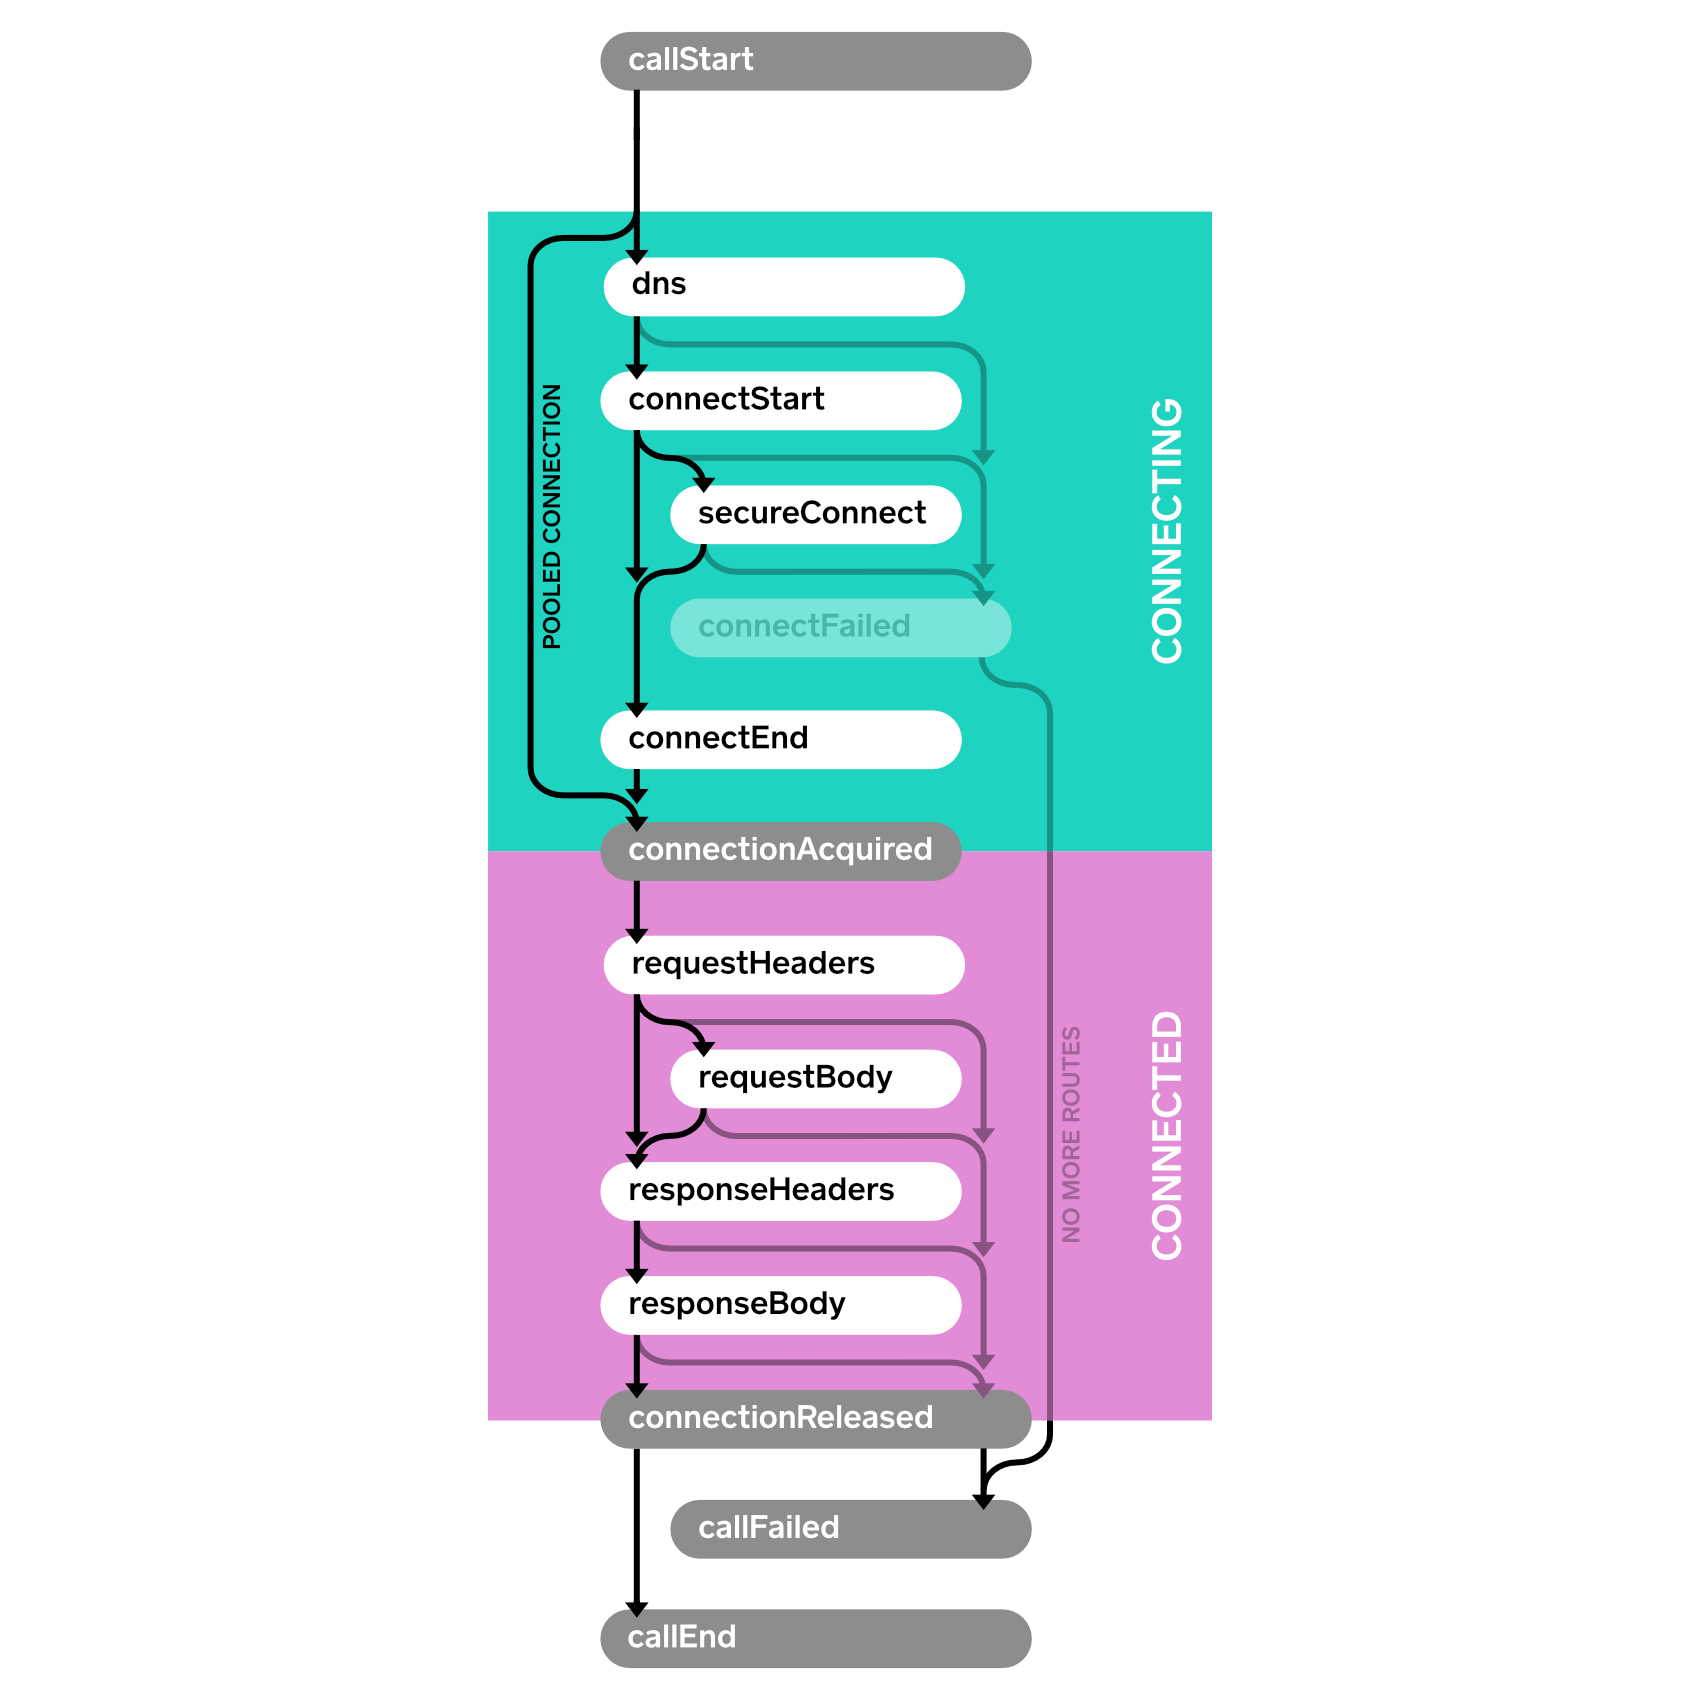 callStart
dns
connectStart
POOLED CONNECTION
secureConnect
CONNECTING
connectFailed
connectEnd
connectionAcquired
requestHeaders
requestBody
NO MORE ROUTES
CONNECTED
responseHeaders
responseBody
connectionReleased
callFailed
callEnd